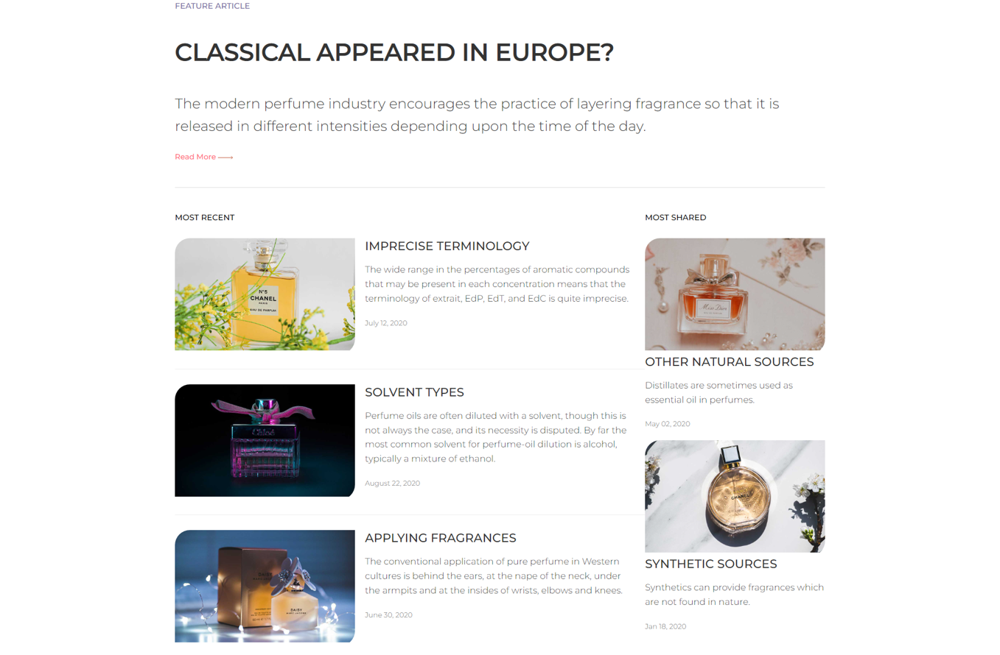 FEATURE ARTICLE
CLASSICAL APPEARED IN EUROPE?
The modern perfume industry encourages the practice of layering fragrance so that it is
released in different intensities depending upon the time of the day.
Read More
MOST RECENT
N°5
CHANEL
PARIS
EAU DE PARFUM
IMPRECISE TERMINOLOGY
The wide range in the percentages of aromatic compounds
that may be present in each concentration means that the
terminology of extrait, EdP, EdT, and EdC is quite imprecise.
July 12, 2020
Chloé
SOLVENT TYPES
Perfume oils are often diluted with a solvent, though this is
not always the case, and its necessity is disputed. By far the
most common solvent for perfume-oil dilution is alcohol,
typically a mixture of ethanol.
August 22, 2020
DAISY
DAISY
MARC JACOBS
APPLYING FRAGRANCES
The conventional application of pure perfume in Western
cultures is behind the ears, at the nape of the neck, under
the armpits and at the insides of wrists, elbows and knees.
June 30, 2020
MOST SHARED
Miss Dior
OTHER NATURAL SOURCES
Distillates are sometimes used as
essential oil in perfumes.
May 02, 2020
CHANEL
SYNTHETIC SOURCES
Synthetics can provide fragrances which
are not found in nature.
Jan 18, 2020